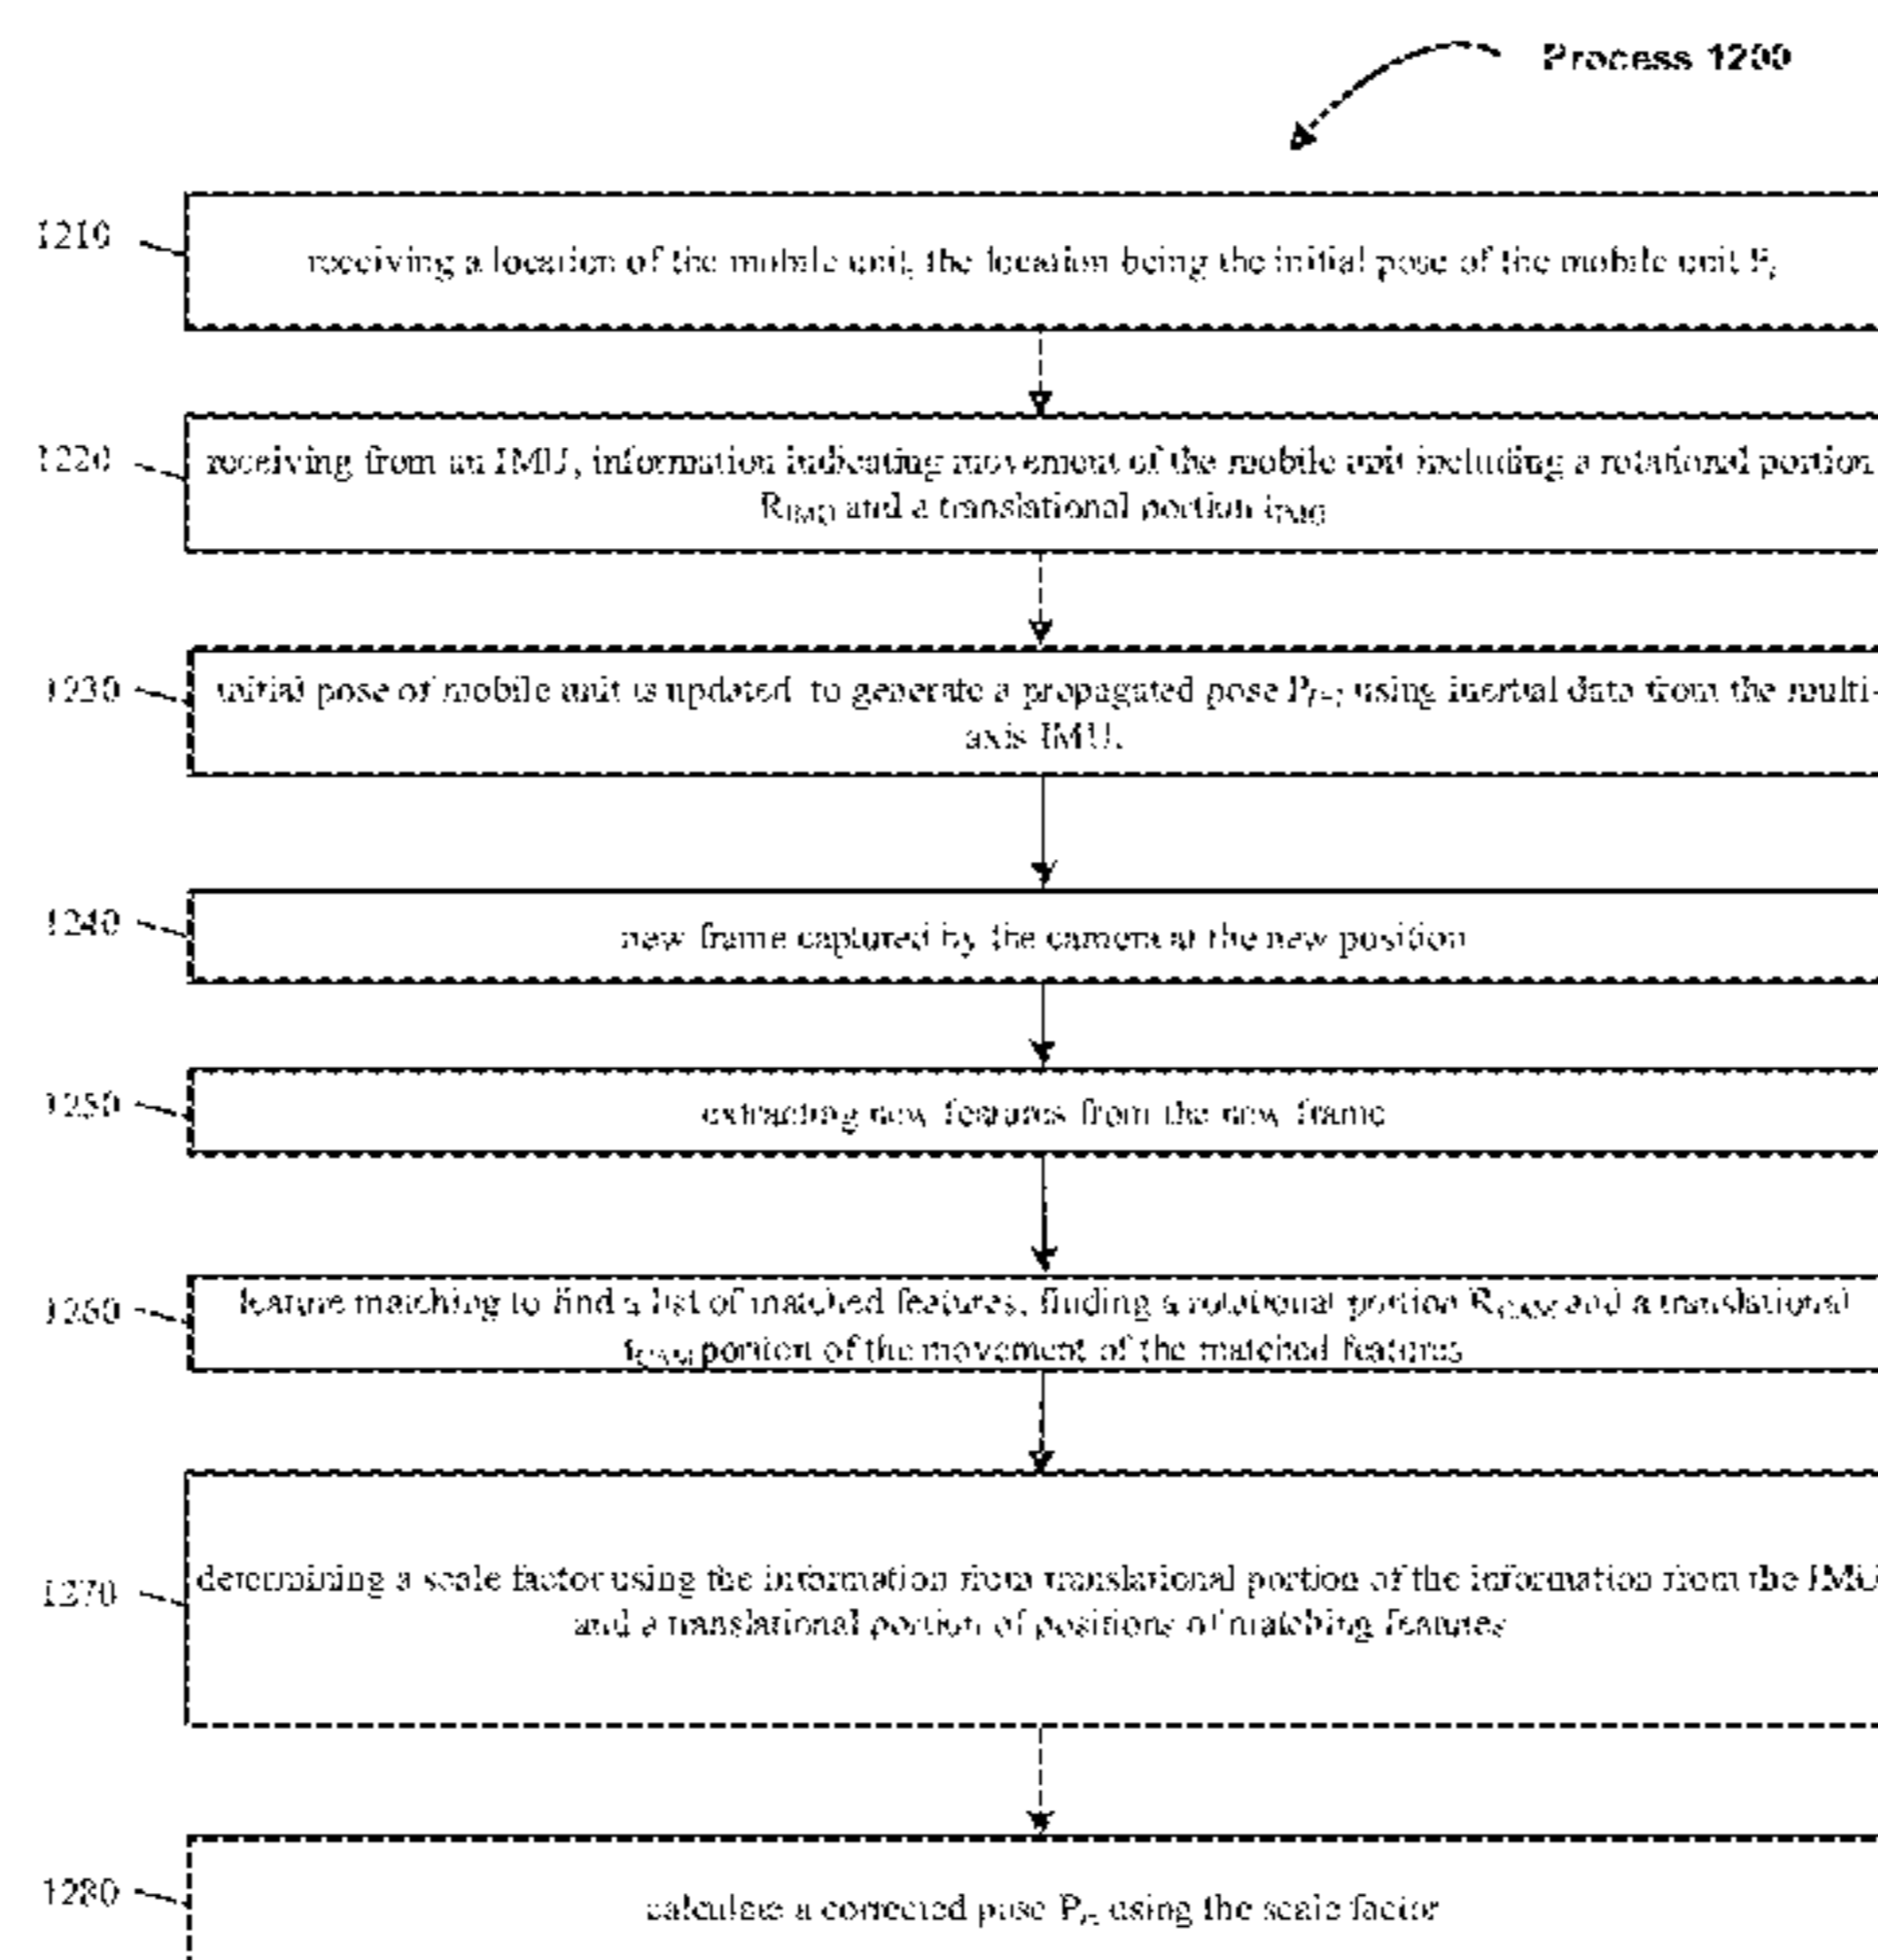 Process 1200
1210
receiving a location of the mobile unit, the location being the initial pose of the mobile unit Pi
1220
receiving from an IMU, information indicating movement of the mobile unit including a rotational portion
RIMU and a translational portion tIMU
1230
initial pose of mobile unit is updated to generate a propagated pose using inertial data from the multi-
axis IMU.
1240
new frame captured by the camera at the new position
1250
extracting new features from the new frame
1260
feature matching to find a list of matched features, finding a rotational portion RCAM and a translational
tCAM portion of the movement of the matched features
1270
determining a scale factor using the information from translational portion of the information from the IMU
and a translational portion of positions of matching features
1280
calculate a corrected pose using the scale factor